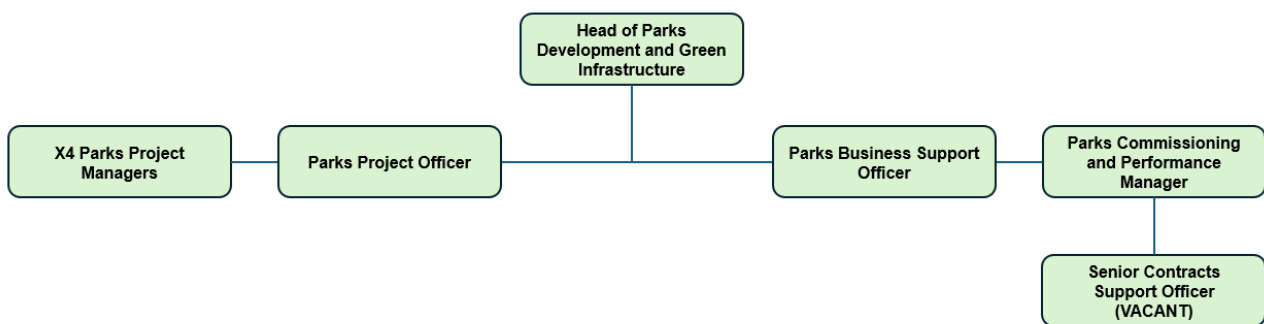 Head of Parks
Development and Green
Infrastructure
X4 Parks Project
Managers
Parks Project Officer
Parks Business Support
Officer
Parks Commissioning
and Performance
Manager
Senior Contracts
Support Officer
(VACANT)